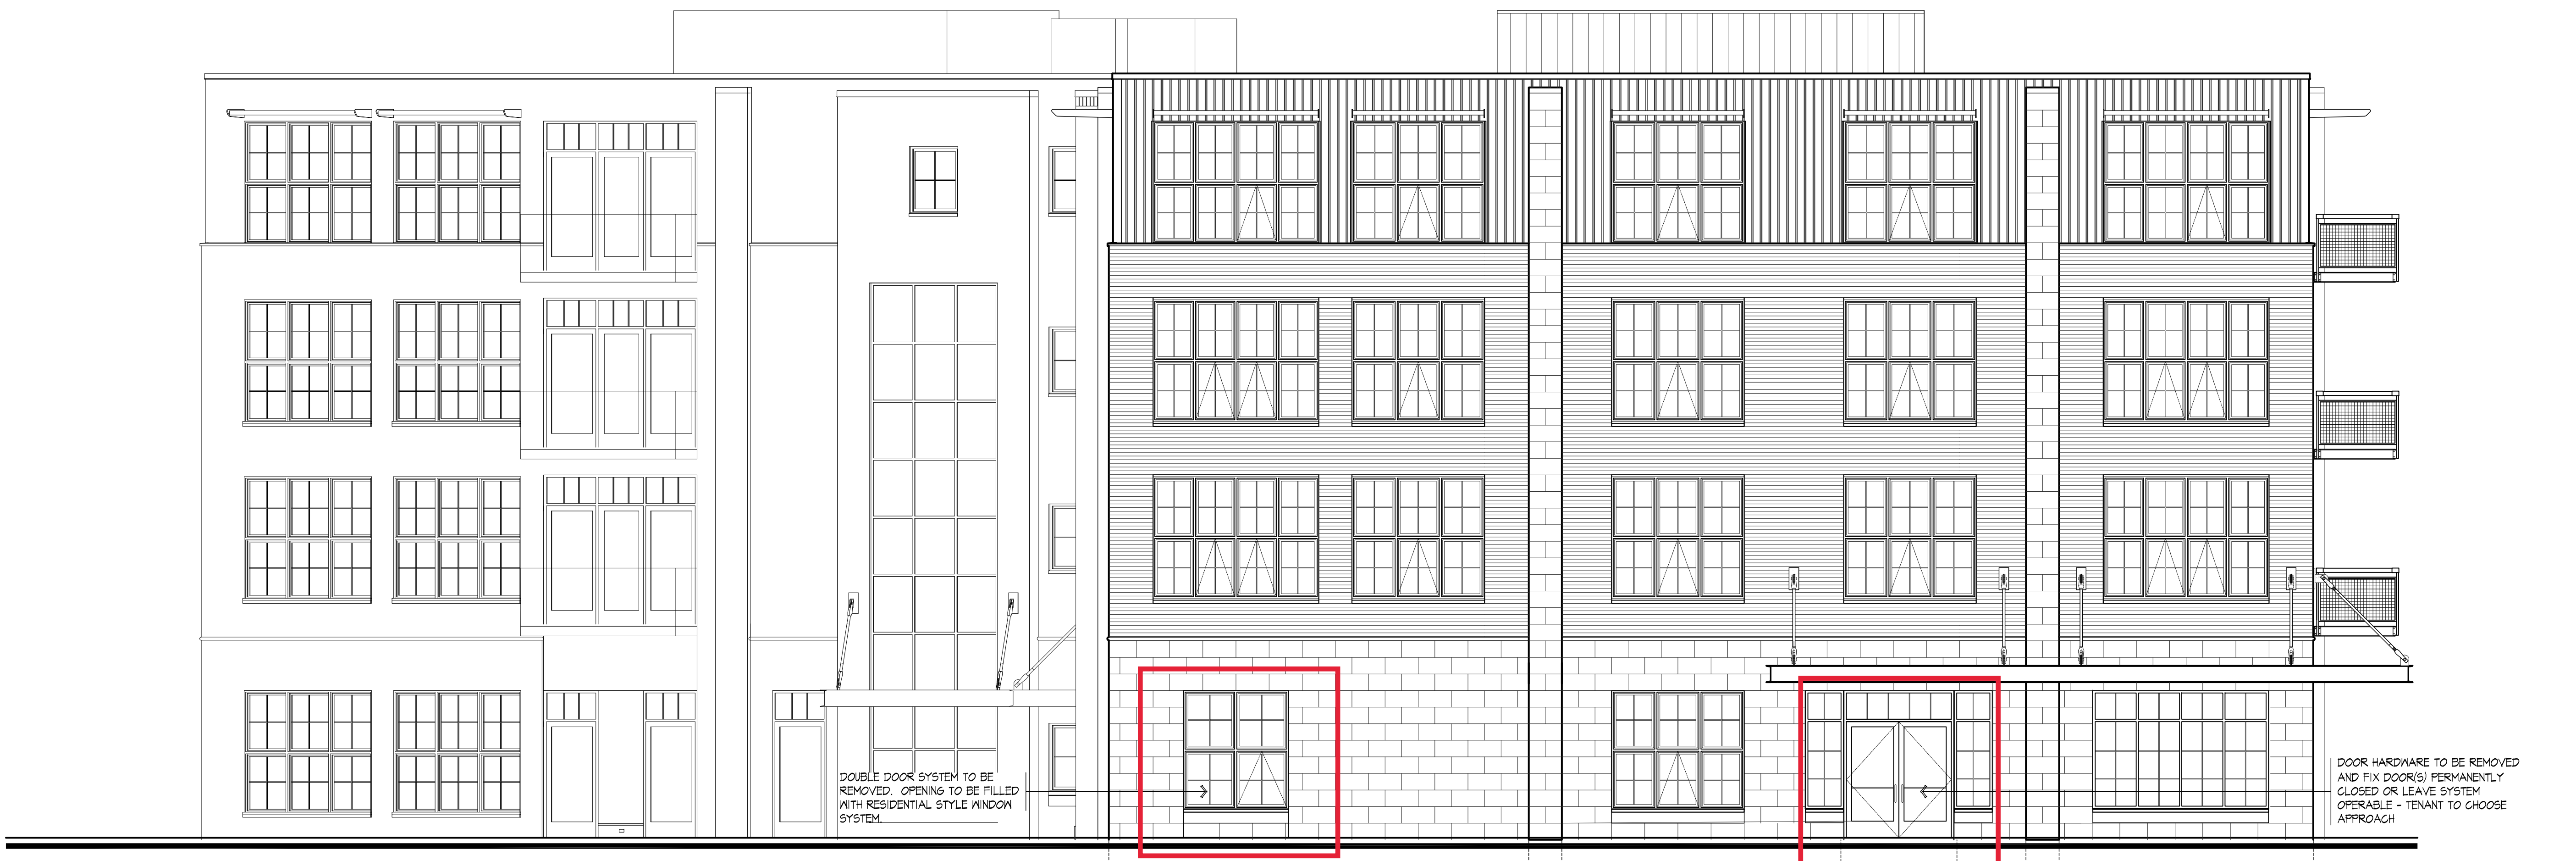 DOUBLE DOOR SYSTEM TO BE
REMOVED. OPENING TO BE FILLED
WITH RESIDENTIAL STYLE WINDOW
SYSTEM.
DOOR HARDWARE TO BE REMOVED
AND FIX DOOR(S) PERMANENTLY
CLOSED OR LEAVE SYSTEM
OPERABLE - TENANT TO CHOOSE
APPROACH